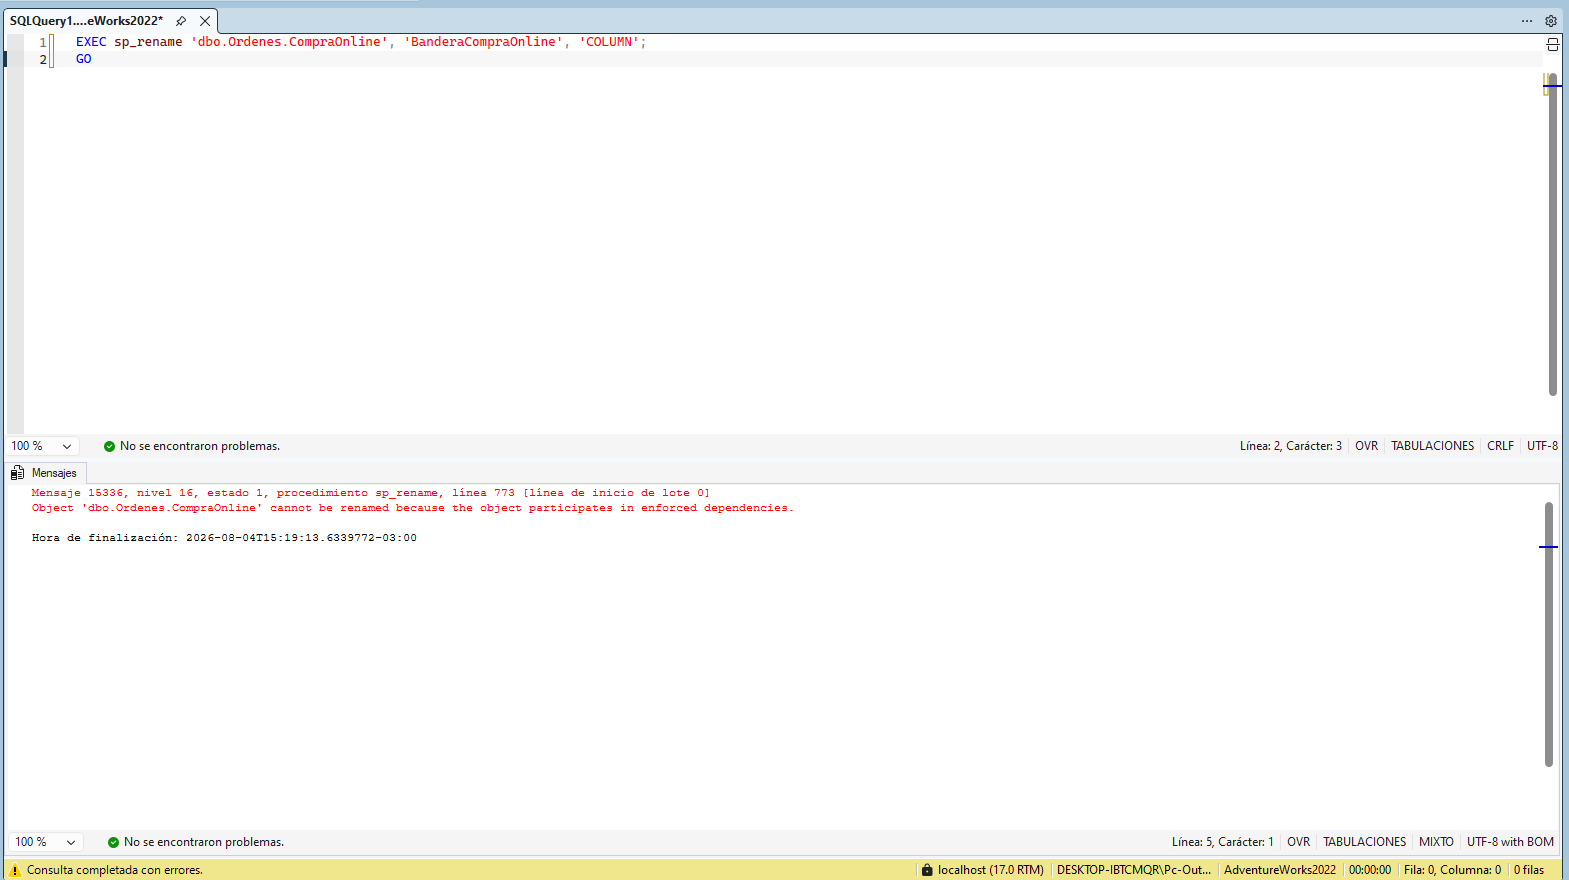 SQLQuery1....eWorks2022*
1 EXEC sp_rename 'dbo.Ordenes.CompraOnline', 'BanderaCompraOnline', 'COLUMN';
2 GO
100 % No se encontraron problemas. Línea: 2, Carácter: 3 OVR TABULACIONES CRLF UTF-8
Mensajes
Mensaje 15336, nivel 16, estado 1, procedimiento sp_rename, línea 773 [línea de inicio de lote 0]
Object 'dbo.Ordenes.CompraOnline' cannot be renamed because the object participates in enforced dependencies.
Hora de finalización: 2026-08-04T15:19:13.6339772-03:00
100 % No se encontraron problemas. Línea: 5, Carácter: 1 OVR TABULACIONES MIXTO UTF-8 with BOM
Consulta completada con errores. localhost (17.0 RTM) DESKTOP-IBTCMQR\Pc-Out... AdventureWorks2022 00:00:00 Fila: 0, Columna: 0 0 filas